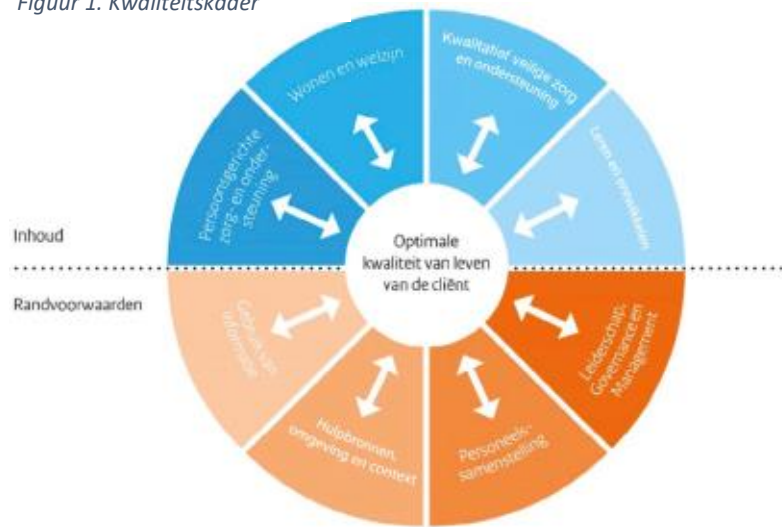 Figuur 1. Kwaliteitskader
Wonen en welzijn
Kwalitatief veilige zorg
en ondersteuning
Persoonsgerichte
zorg- en onder-
steuning
Leren en ontwikkelen
Inhoud
Optimale
kwaliteit van leven
van de cliënt
Randvoorwaarden
Gebruik van
informatie
Leiderschap,
Governance en
Management
Hulpbronnen,
omgeving en context
Personeels-
samenstelling